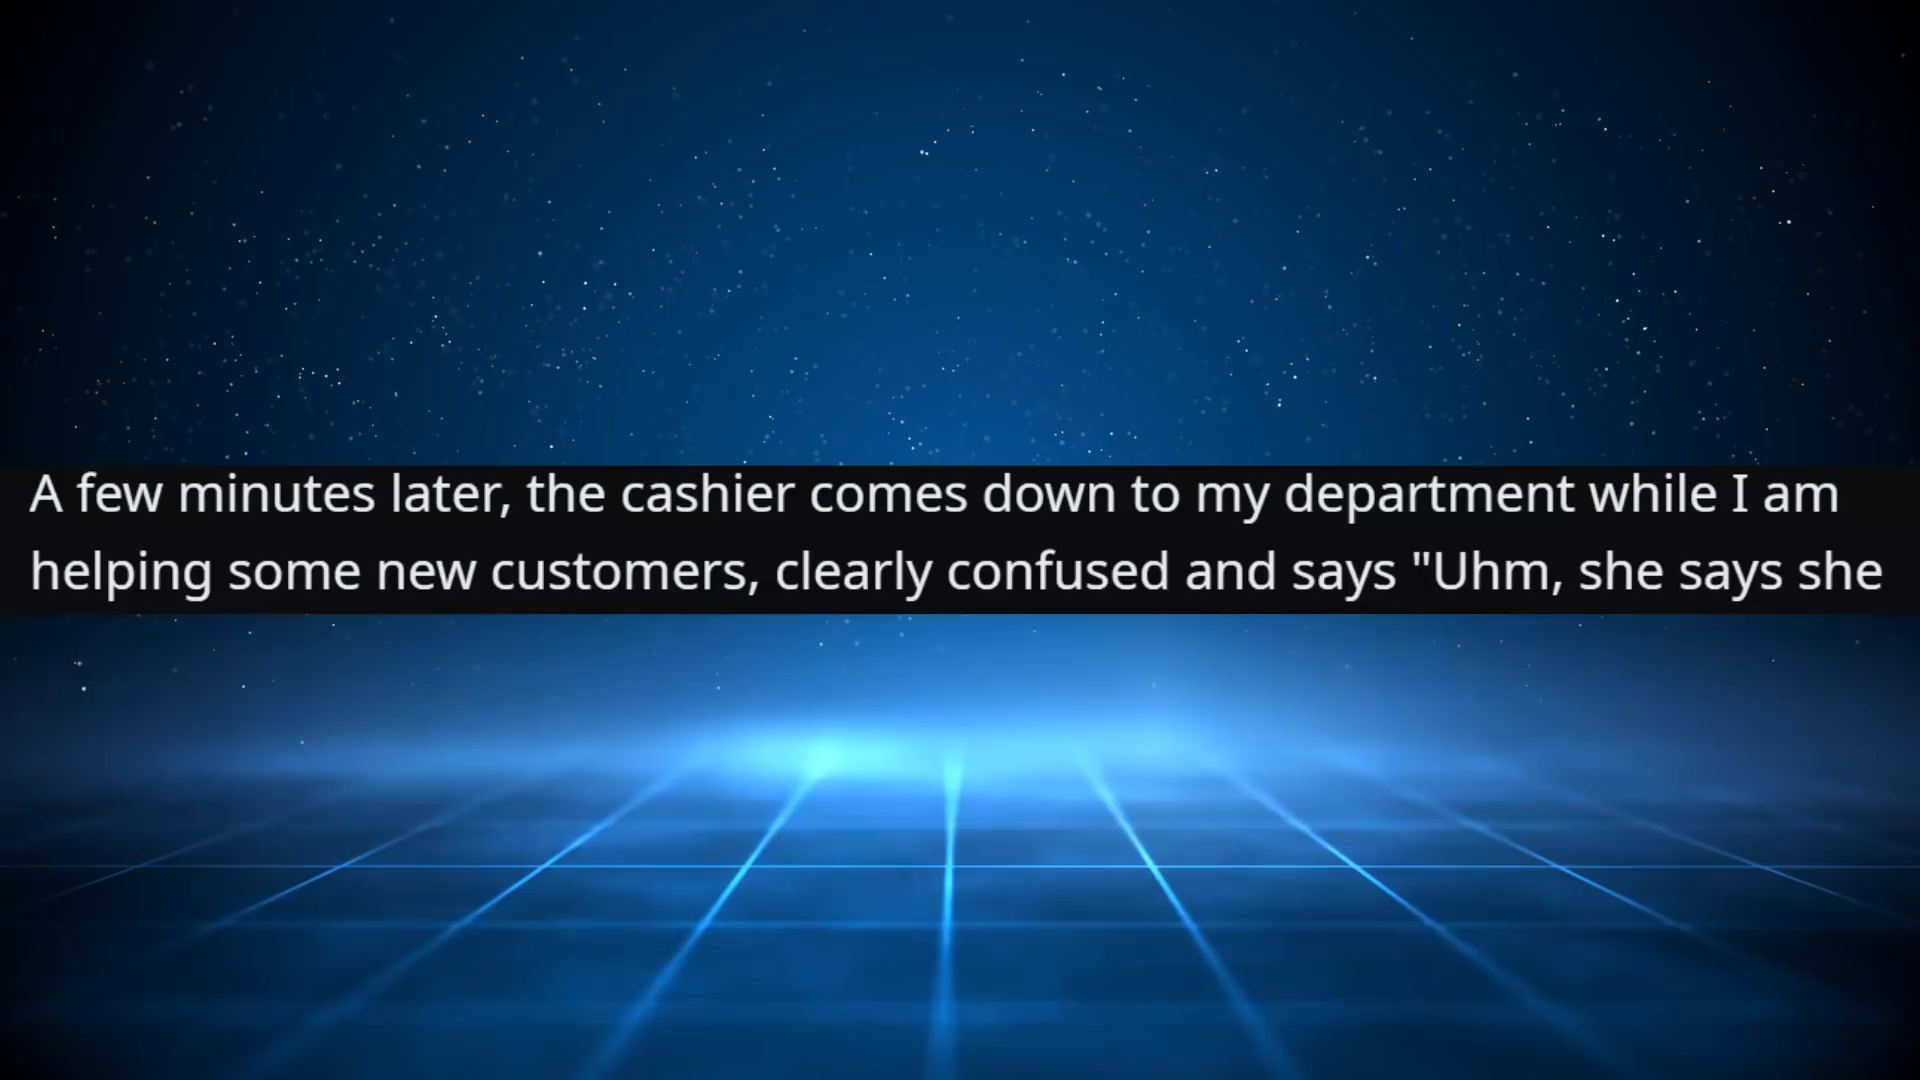 A few minutes later, the cashier comes down to my department while I am
helping some new customers, clearly confused and says "Uhm, she says she